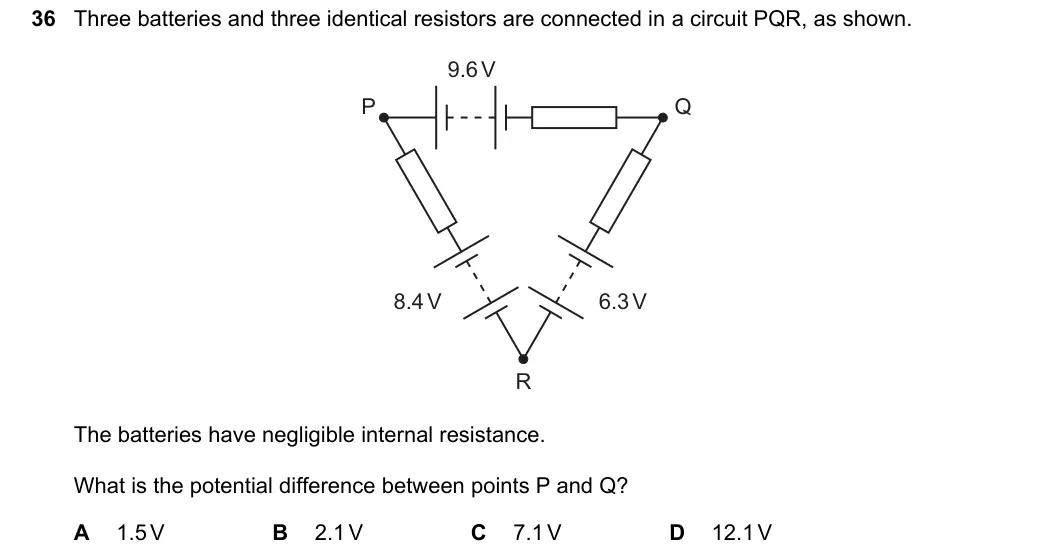 36 Three batteries and three identical resistors are connected in a circuit PQR, as shown.
9.6 V
P
Q
8.4 V
6.3 V
R
The batteries have negligible internal resistance.
What is the potential difference between points P and Q?
A 1.5 V B 2.1 V C 7.1 V D 12.1 V